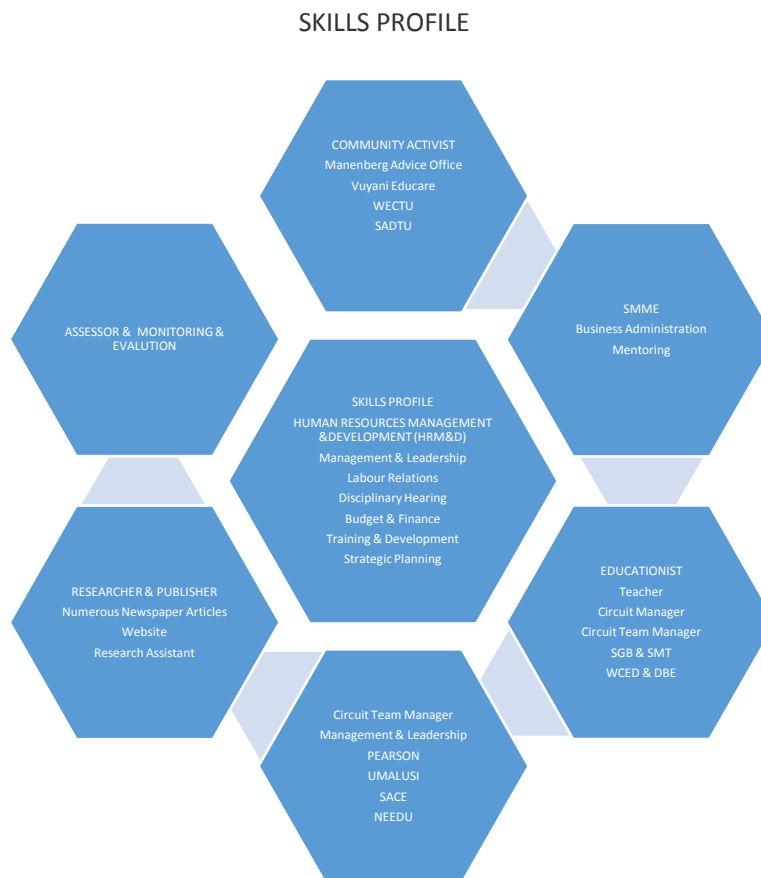 SKILLS PROFILE
COMMUNITY ACTIVIST
Manenberg Advice Office
Vuyani Educare
WECTU
SADTU
SMME
Business Administration
Mentoring
ASSESSOR & MONITORING &
EVALUTION
SKILLS PROFILE
HUMAN RESOURCES MANAGEMENT
&DEVELOPMENT (HRM&D)
Management & Leadership
Labour Relations
Disciplinary Hearing
Budget & Finance
Training & Development
Strategic Planning
EDUCATIONIST
Teacher
Circuit Manager
Circuit Team Manager
SGB & SMT
WCED & DBE
RESEARCHER & PUBLISHER
Numerous Newspaper Articles
Website
Research Assistant
Circuit Team Manager
Management & Leadership
PEARSON
UMALUSI
SACE
NEEDU